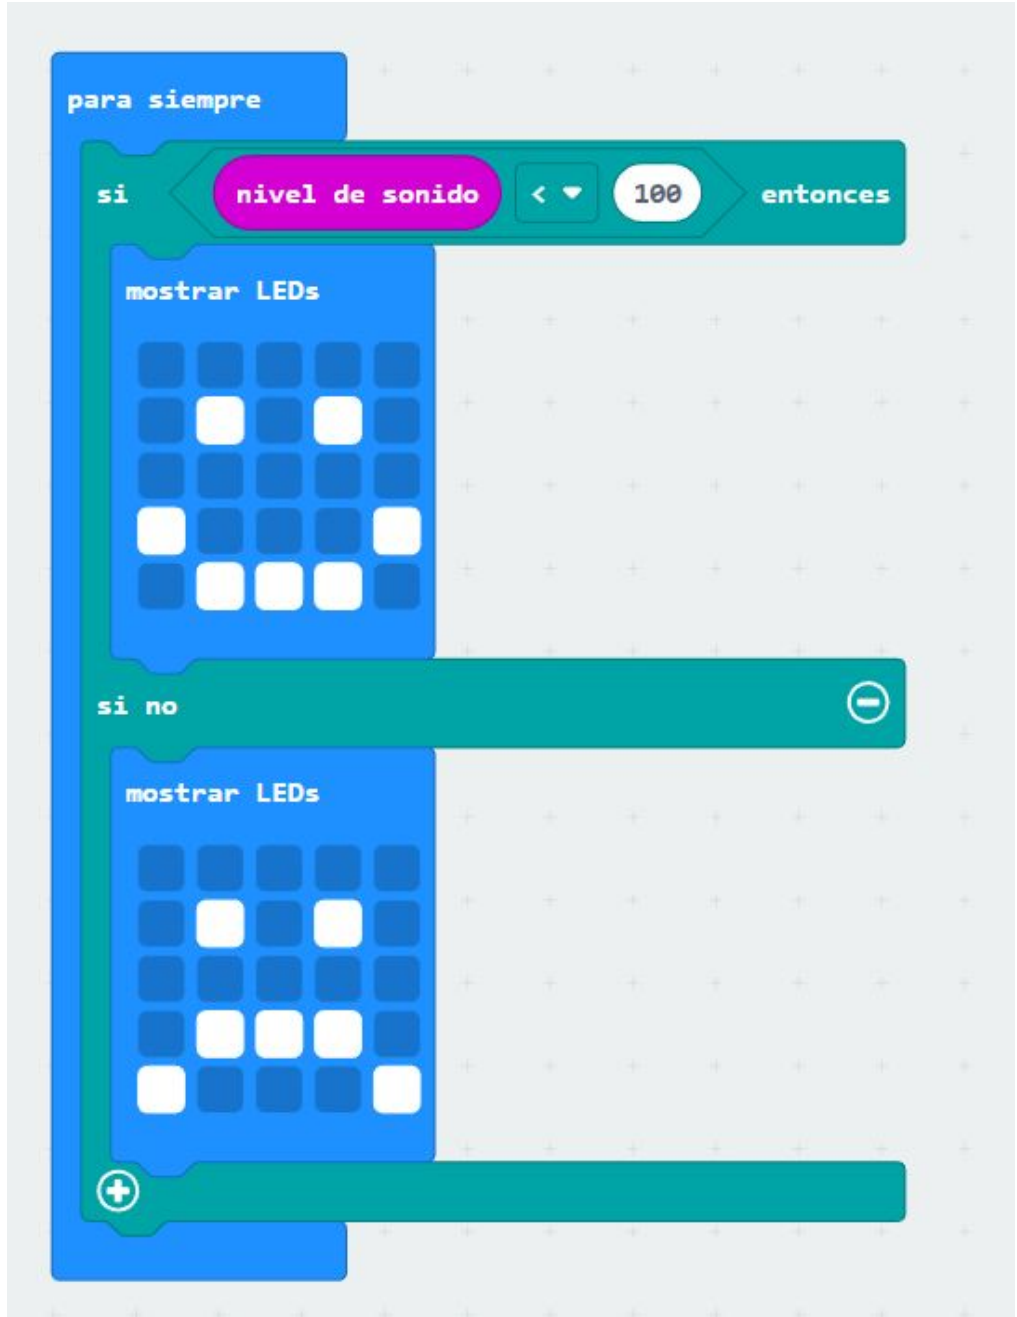 para siempre
si nivel de sonido < 100 entonces
mostrar LEDs
si no
mostrar LEDs